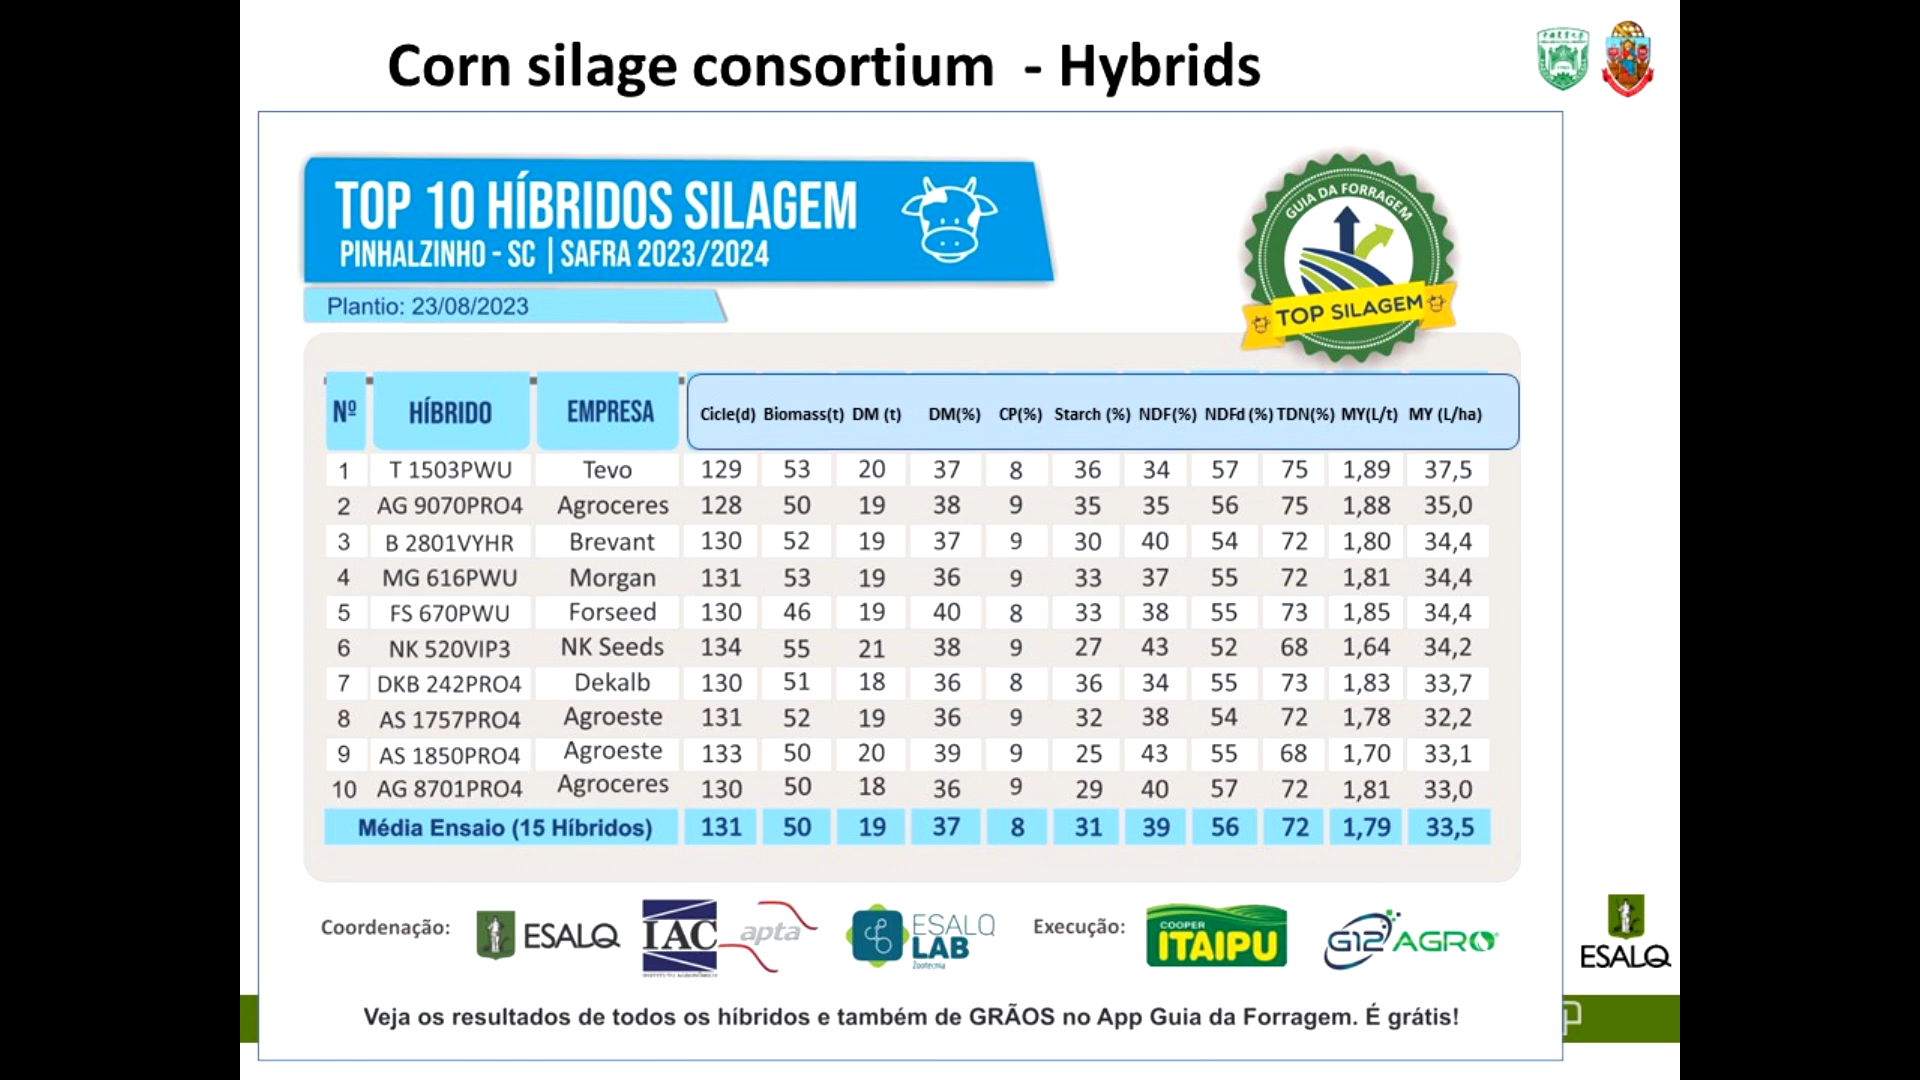 Corn silage consortium - Hybrids
TOP 10 HÍBRIDOS SILAGEM
PINHALZINHO - SC | SAFRA 2023/2024
Plantio: 23/08/2023
GUIA DA FORRAGEM
TOP SILAGEM
Nº HÍBRIDO EMPRESA Cicle(d) Biomass(t) DM (t) DM(%) CP(%) Starch (%) NDF(%) NDFd (%) TDN(%) MY(L/t) MY (L/ha)
1 T 1503PWU Tevo 129 53 20 37 8 36 34 57 75 1,89 37,5
2 AG 9070PRO4 Agroceres 128 50 19 38 9 35 35 56 75 1,88 35,0
3 B 2801VYHR Brevant 130 52 19 37 9 30 40 54 72 1,80 34,4
4 MG 616PWU Morgan 131 53 19 36 9 33 37 55 72 1,81 34,4
5 FS 670PWU Forseed 130 46 19 40 8 33 38 55 73 1,85 34,4
6 NK 520VIP3 NK Seeds 134 55 21 38 9 27 43 52 68 1,64 34,2
7 DKB 242PRO4 Dekalb 130 51 18 36 8 36 34 55 73 1,83 33,7
8 AS 1757PRO4 Agroeste 131 52 19 36 9 32 38 54 72 1,78 32,2
9 AS 1850PRO4 Agroeste 133 50 20 39 9 25 43 55 68 1,70 33,1
10 AG 8701PRO4 Agroceres 130 50 18 36 9 29 40 57 72 1,81 33,0
Média Ensaio (15 Híbridos) 131 50 19 37 8 31 39 56 72 1,79 33,5
Coordenação: ESALQ IAC apta ESALQ LAB Zootecnia Execução: COOPER ITAIPU G12 AGRO
INSTITUTO AGRONÔMICO
ESALQ
Veja os resultados de todos os híbridos e também de GRÃOS no App Guia da Forragem. É grátis!